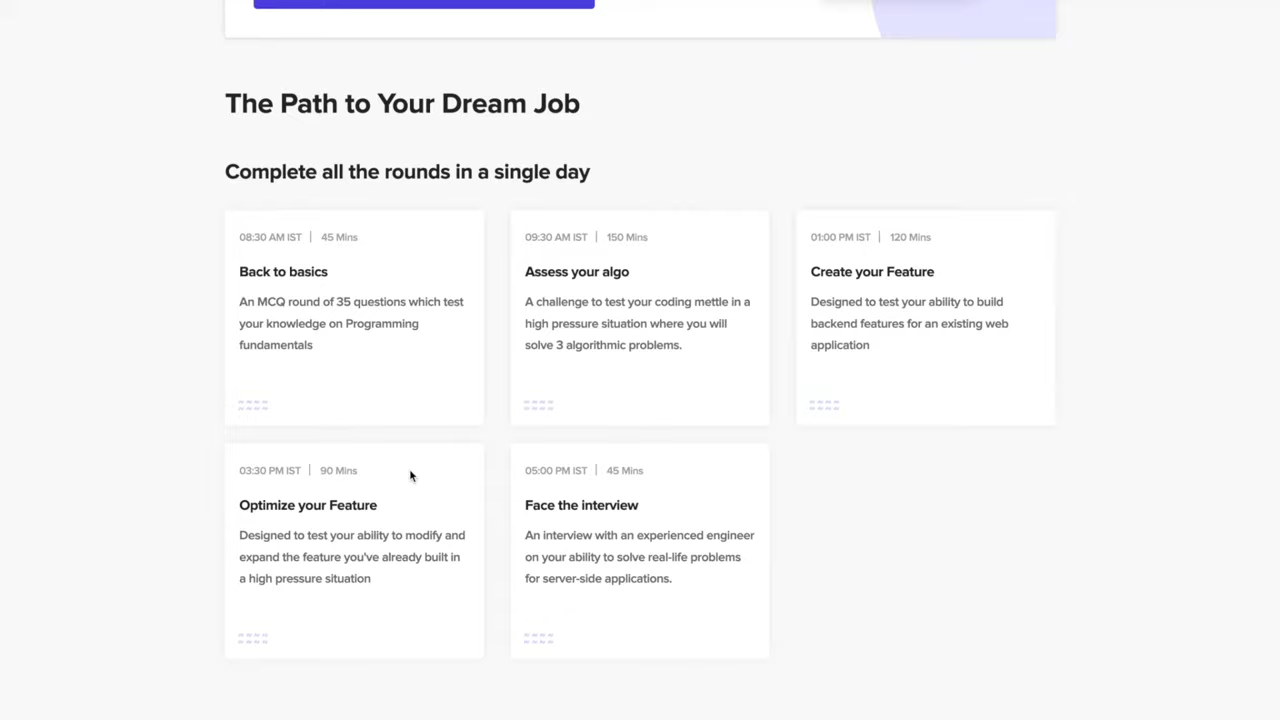 The Path to Your Dream Job
Complete all the rounds in a single day
08:30 AM IST | 45 Mins
Back to basics
An MCQ round of 35 questions which test
your knowledge on Programming
fundamentals
09:30 AM IST | 150 Mins
Assess your algo
A challenge to test your coding mettle in a
high pressure situation where you will
solve 3 algorithmic problems.
01:00 PM IST | 120 Mins
Create your Feature
Designed to test your ability to build
backend features for an existing web
application
03:30 PM IST | 90 Mins
Optimize your Feature
Designed to test your ability to modify and
expand the feature you've already built in
a high pressure situation
05:00 PM IST | 45 Mins
Face the interview
An interview with an experienced engineer
on your ability to solve real-life problems
for server-side applications.